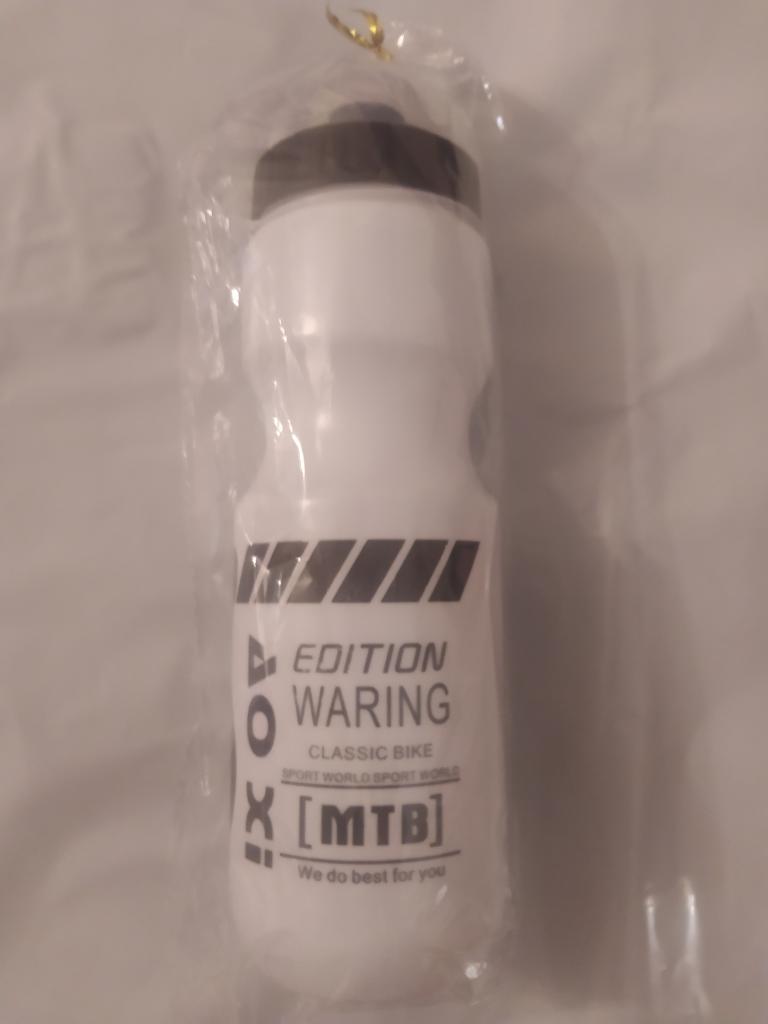 EDITION
WARING
CLASSIC BIKE
SPORT WORLD SPORT WORLD
[MTB]
We do best for you